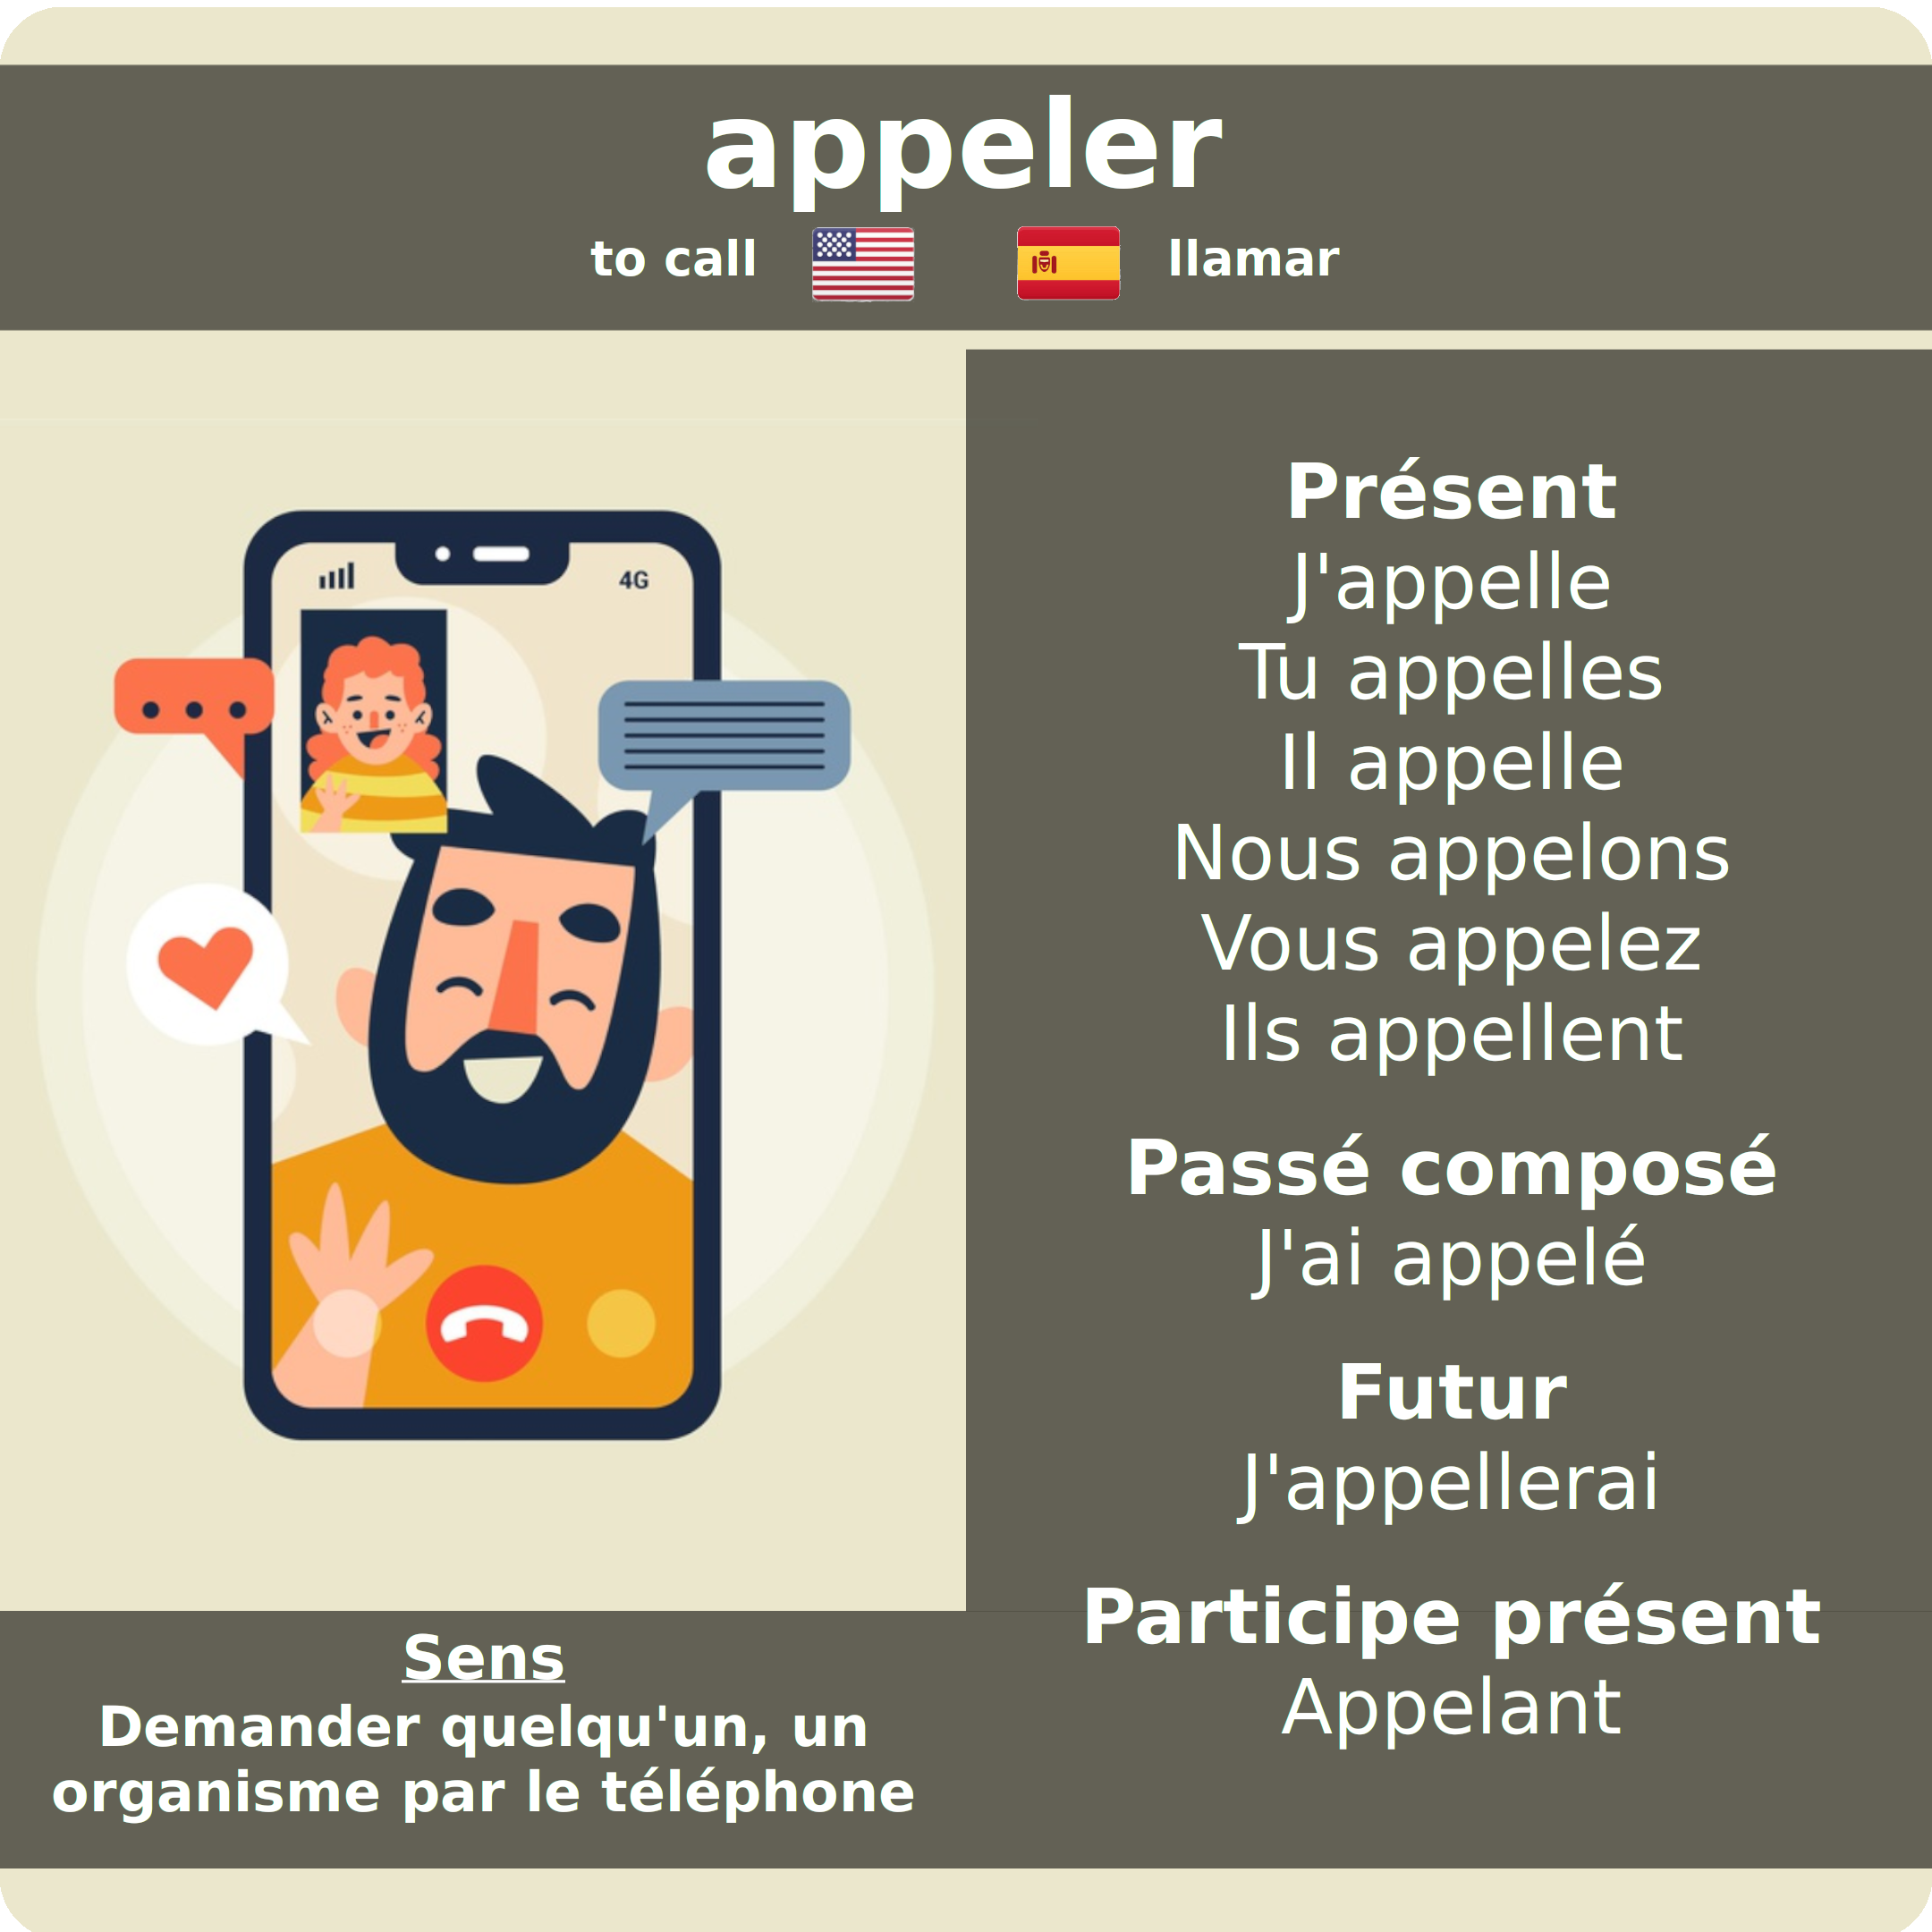 appeler
to call
llamar
4G
Présent
J'appelle
Tu appelles
Il appelle
Nous appelons
Vous appelez
Ils appellent
Passé composé
J'ai appelé
Futur
J'appellerai
Participe présent
Appelant
Sens
Demander quelqu'un, un
organisme par le téléphone